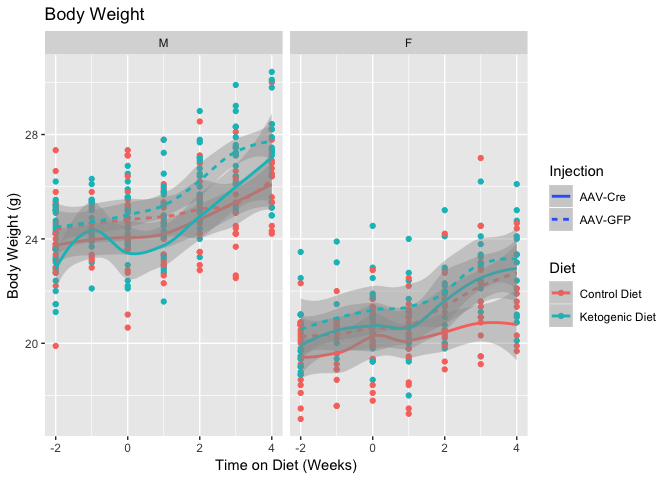 Body Weight
M
F
28
24
20
Body Weight (g)
-2
0
2
4
-2
0
2
4
Time on Diet (Weeks)
Injection
AAV-Cre
AAV-GFP
Diet
Control Diet
Ketogenic Diet